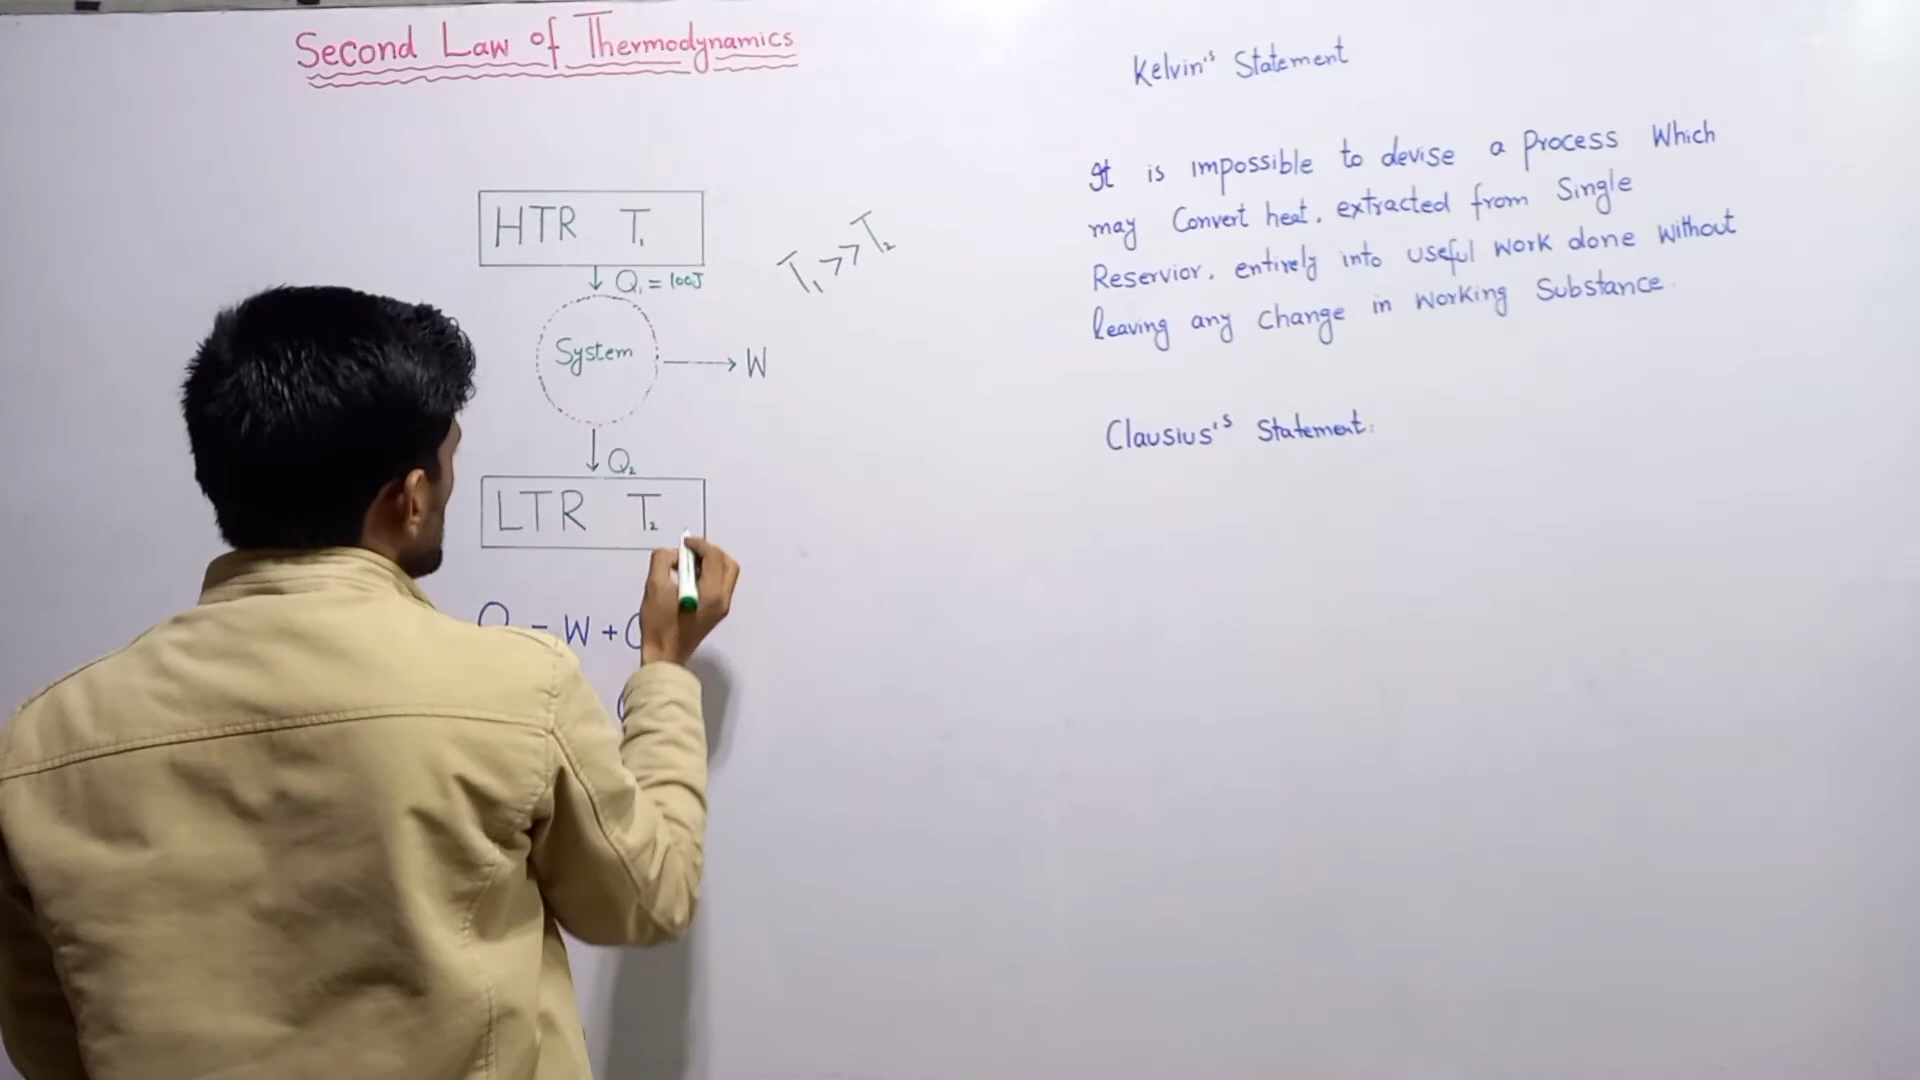 Second Law of Thermodynamics
HTR T₁
Q₁ = 100J
T₁ >> T₂
System
W
Q₂
LTR T₂
= W +
Kelvin's Statement
It is impossible to devise a Process Which
may Convert heat, extracted from Single
Reservior, entirely into useful work done without
leaving any change in working Substance.
Clausius's Statement: